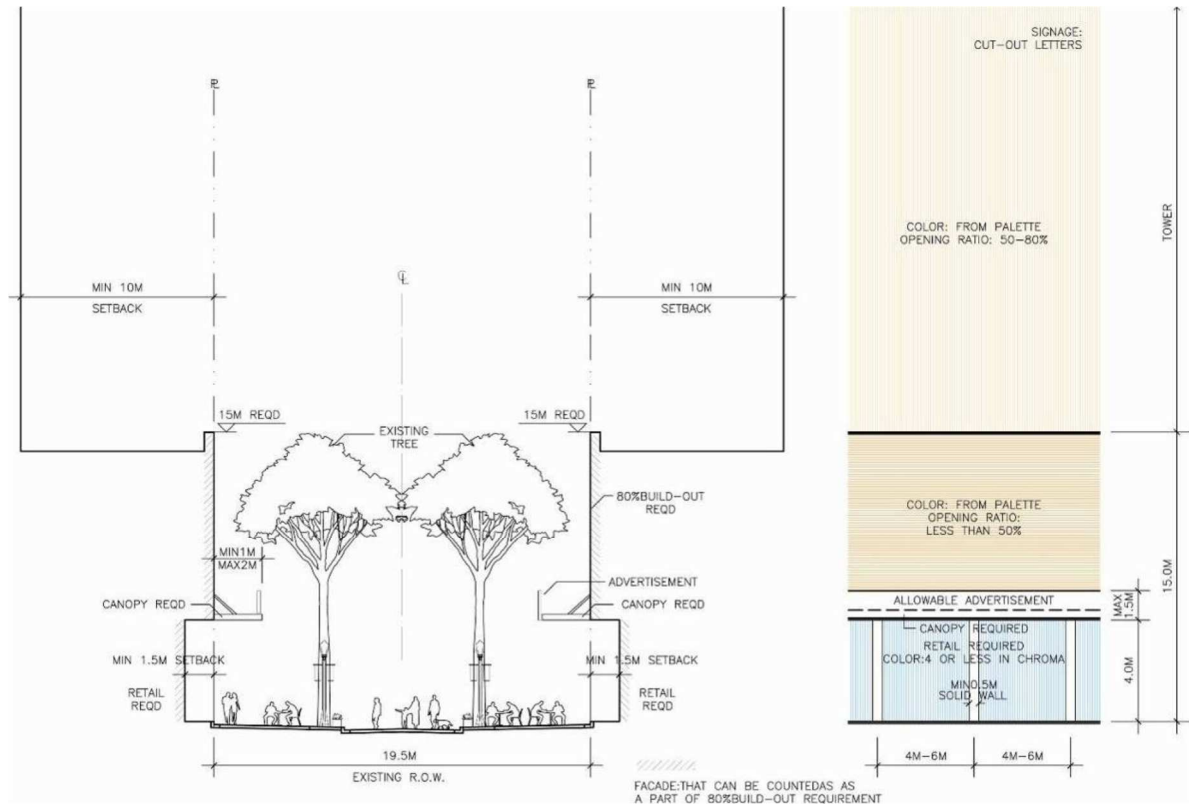 SIGNAGE:
CUT-OUT LETTERS
PL
PL
TOWER
COLOR: FROM PALETTE
OPENING RATIO: 50-80%
CL
MIN 10M
SETBACK
MIN 10M
SETBACK
15M REQD
15M REQD
EXISTING
TREE
80%BUILD-OUT
REQD
COLOR: FROM PALETTE
OPENING RATIO:
LESS THAN 50%
MIN1M
MAX2M
ADVERTISEMENT
CANOPY REQD
CANOPY REQD
ALLOWABLE ADVERTISEMENT
MAX
1.5M
15.0M
CANOPY REQUIRED
RETAIL REQUIRED
COLOR:4 OR LESS IN CHROMA
MIN0.5M
SOLID WALL
4.0M
MIN 1.5M SETBACK
MIN 1.5M SETBACK
RETAIL
REQD
RETAIL
REQD
19.5M
EXISTING R.O.W.
4M-6M
4M-6M
FACADE:THAT CAN BE COUNTEDAS AS
A PART OF 80%BUILD-OUT REQUIREMENT